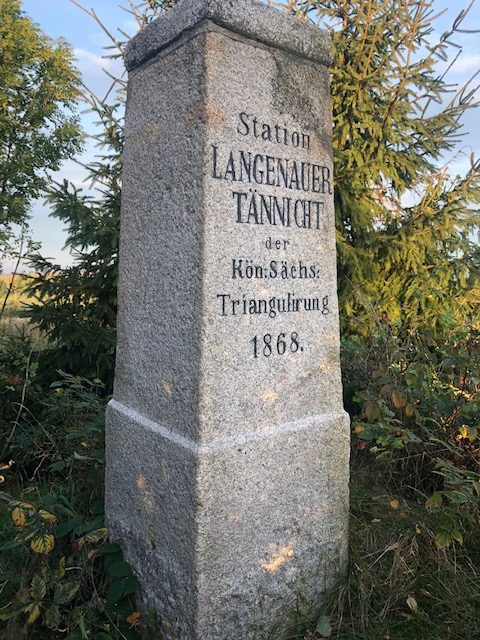 Station
LANGENAUER
TÄNNICHT
der
Kön: Sächs:
Triangulirung
1868.